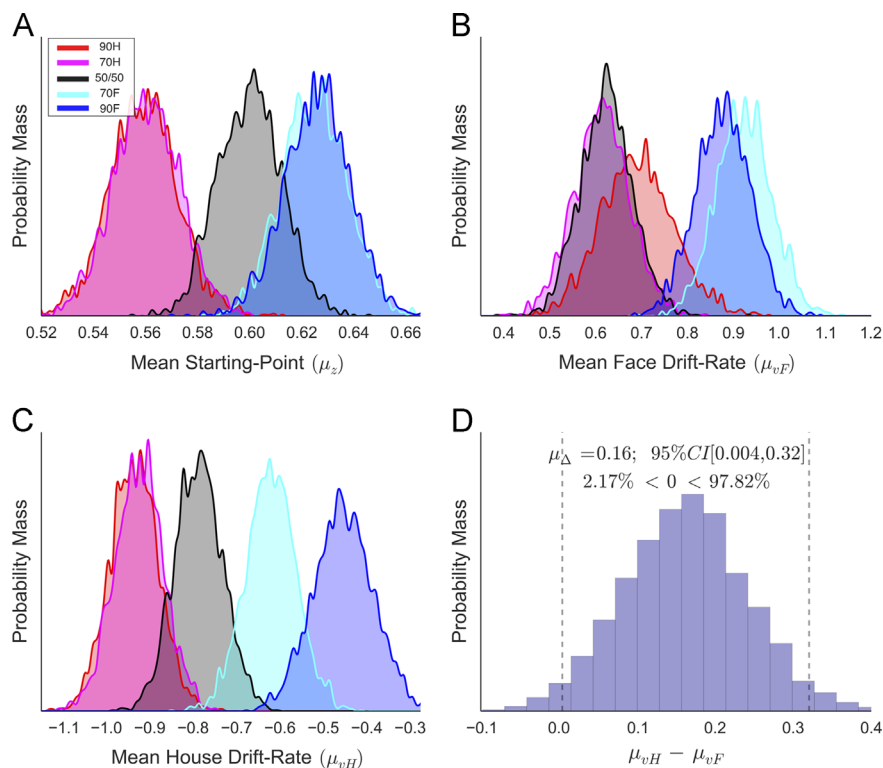 A
90H
70H
50/50
70F
90F
Probability Mass
0.52 0.54 0.56 0.58 0.60 0.62 0.64 0.66
Mean Starting-Point (μz)
B
Probability Mass
0.4 0.5 0.6 0.7 0.8 0.9 1.0 1.1 1.2
Mean Face Drift-Rate (μvF)
C
Probability Mass
−1.1 −1.0 −0.9 −0.8 −0.7 −0.6 −0.5 −0.4 −0.3
Mean House Drift-Rate (μvH)
D
μΔ =0.16; 95%CI[0.004,0.32]
2.17% < 0 < 97.82%
Probability Mass
−0.1 0.0 0.1 0.2 0.3 0.4
μvH − μvF